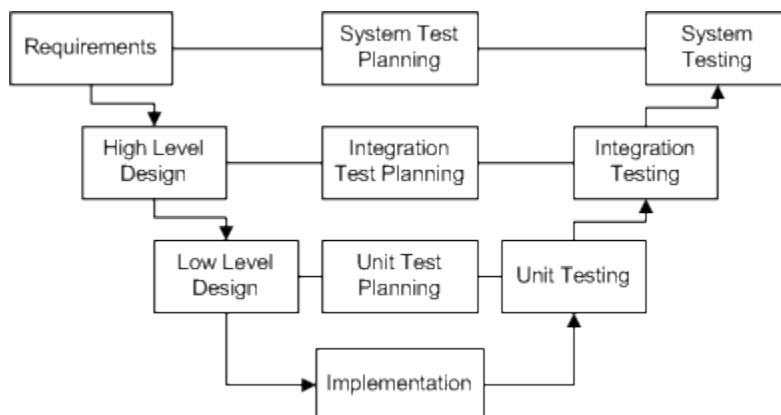 Requirements
System Test
Planning
System
Testing
High Level
Design
Integration
Test Planning
Integration
Testing
Low Level
Design
Unit Test
Planning
Unit Testing
Implementation